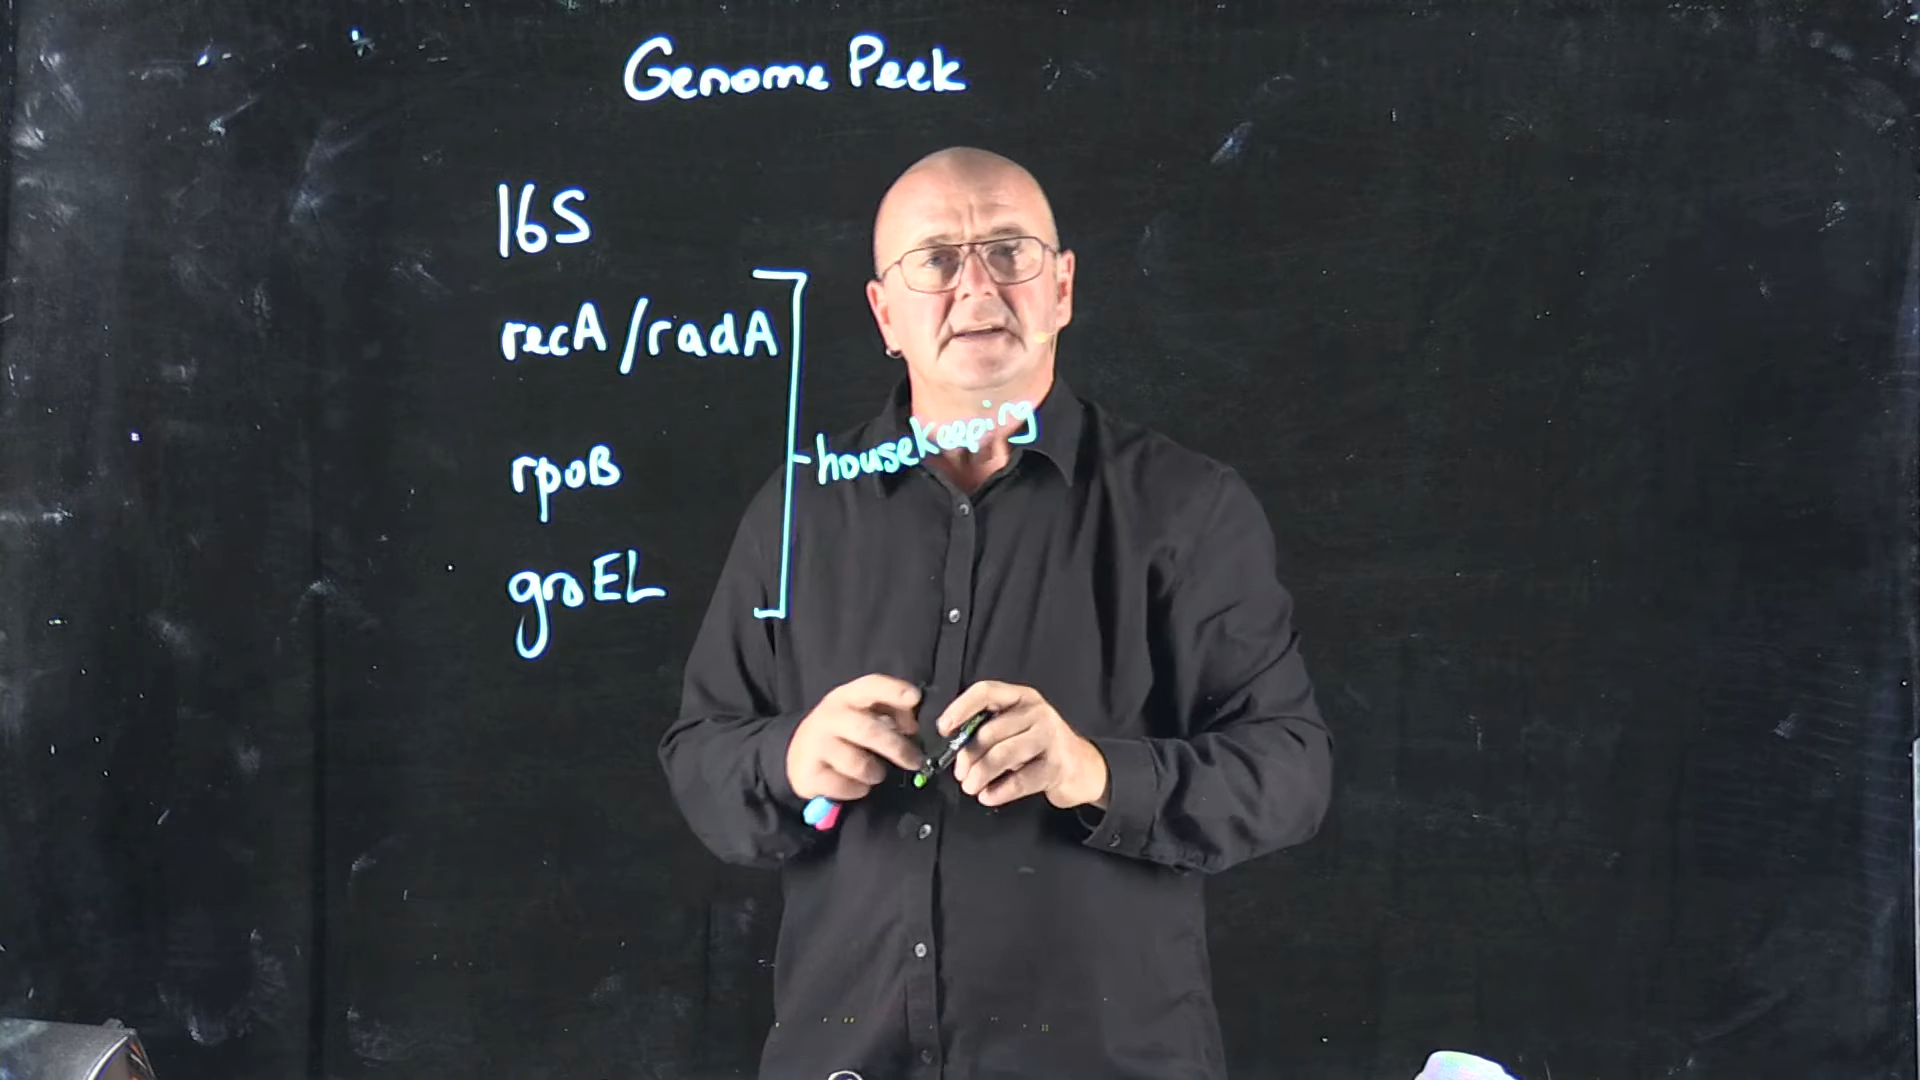 Genome Peek
16S
recA/radA
rpoB
groEL
housekeeping